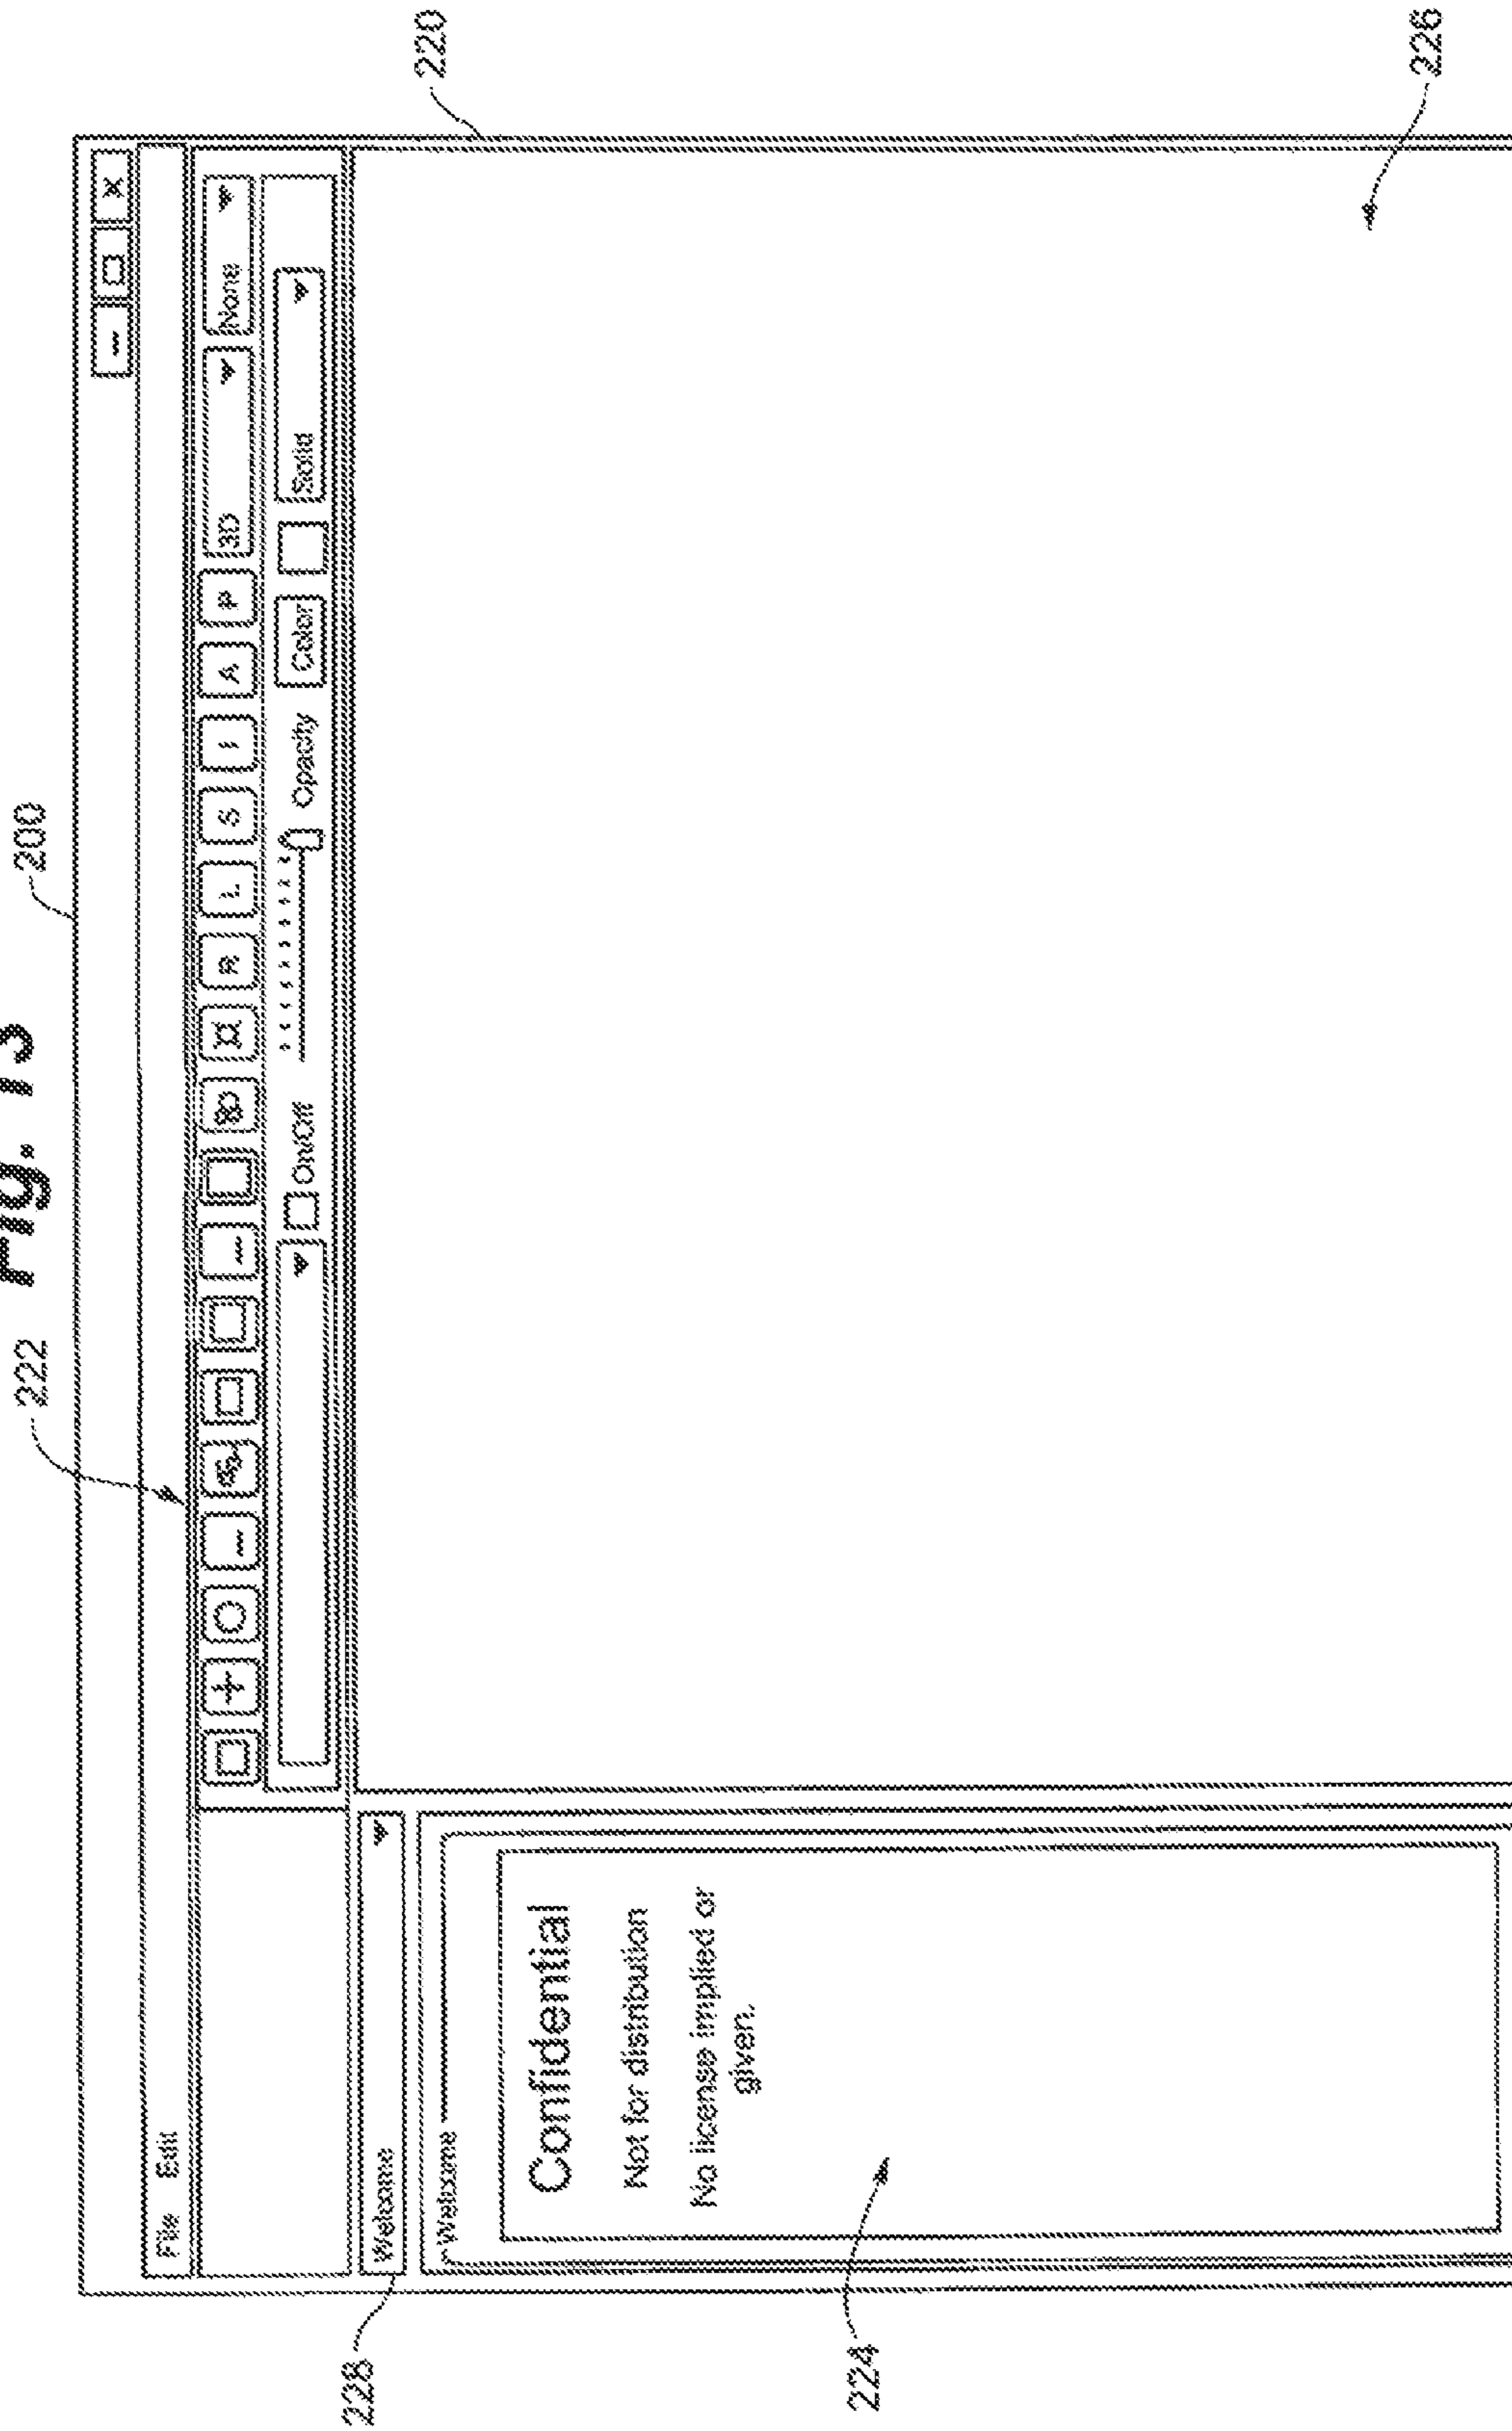 Fig. 13
222
200
220
File Edit
R L S I A P 3D None
On/Off Opacity Color Solid
228
Welcome
Welcome
Confidential
Not for distribution
No license implied or
given.
224
226